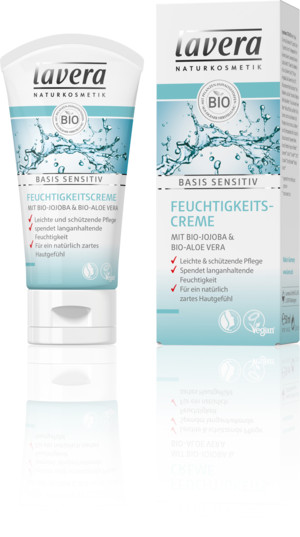 lavera
NATURKOSMETIK
BIO
BASIS SENSITIV
FEUCHTIGKEITSCREME
MIT BIO-JOJOBA & BIO-ALOE VERA
Leichte und schützende Pflege
spendet langanhaltende
Feuchtigkeit
Für ein natürlich zartes
Hautgefühl
lavera
NATURKOSMETIK
BIO
BASIS SENSITIV
FEUCHTIGKEITS-
CREME
MIT BIO-JOJOBA &
BIO-ALOE VERA
Leichte & schützende Pflege
Spendet langanhaltende
Feuchtigkeit
Für ein natürlich
zartes Hautgefühl
vegan